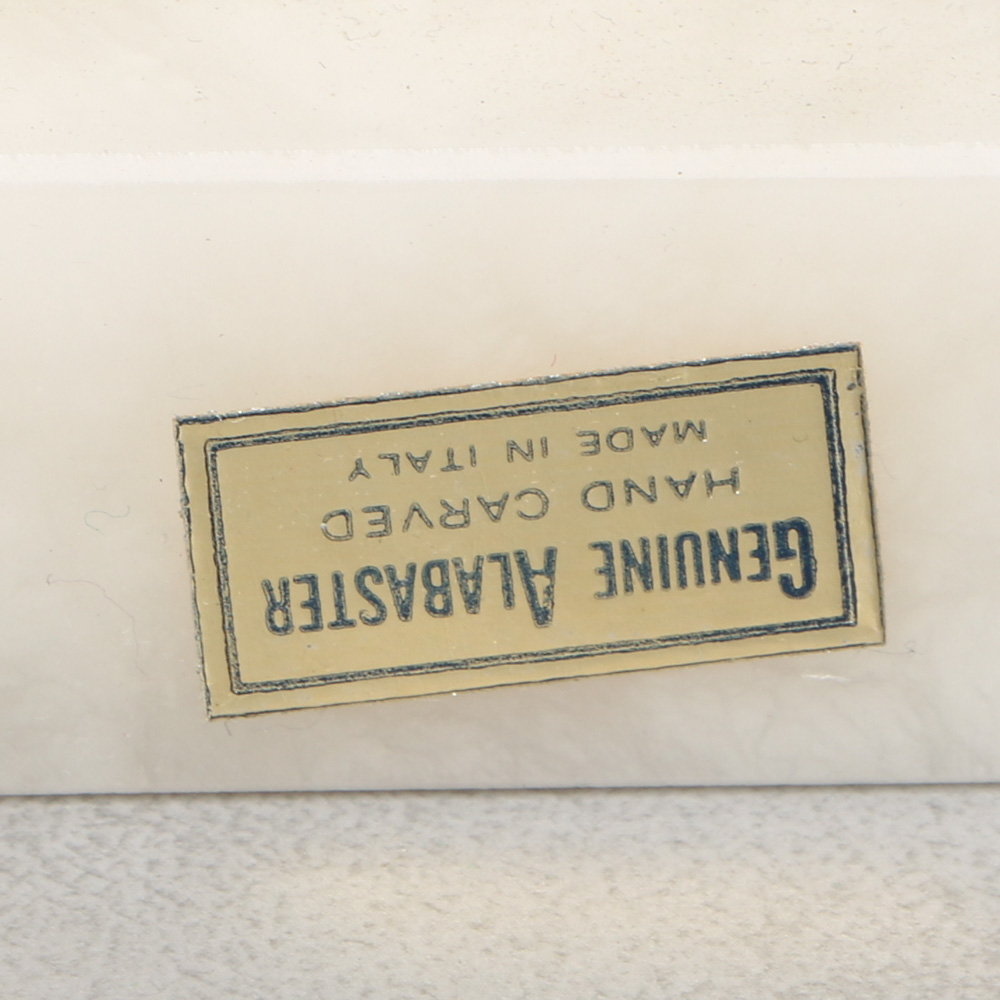 GENUINE ALABASTER
HAND CARVED
MADE IN ITALY